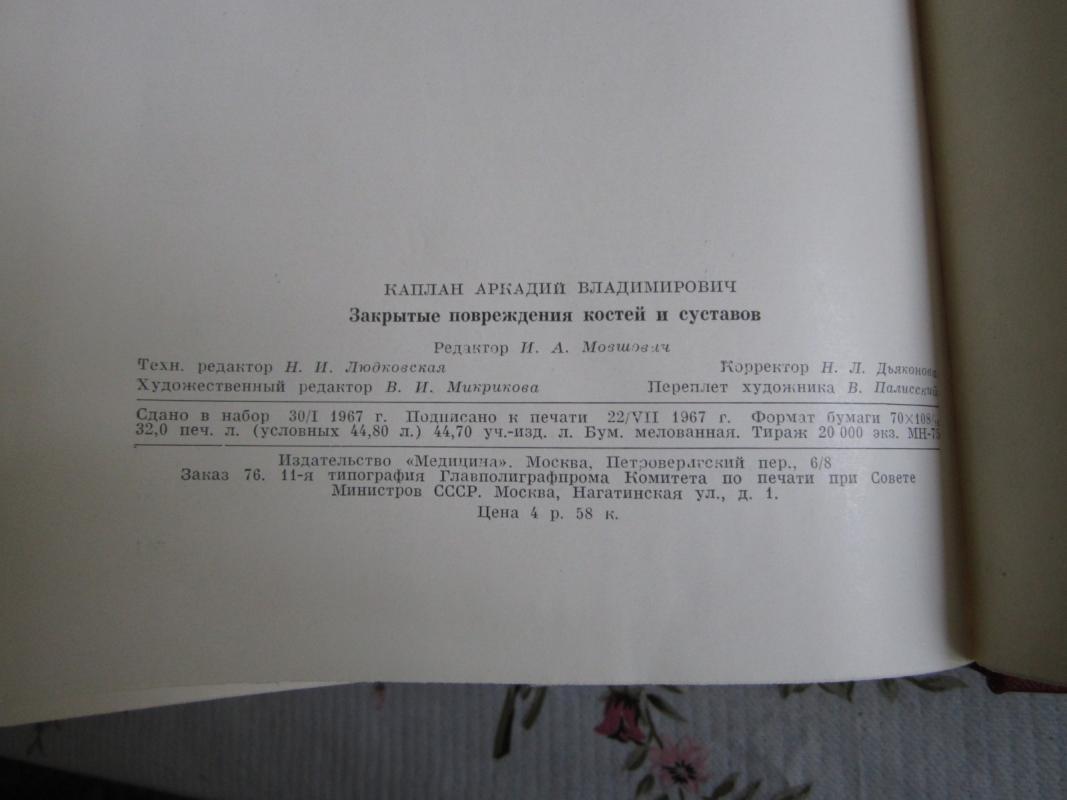 КАПЛАН АРКАДИЙ ВЛАДИМИРОВИЧ
Закрытые повреждения костей и суставов
Редактор И. А. Мовшович
Техн. редактор Н. И. Людковская Корректор Н. Л. Дьяконова
Художественный редактор В. И. Микрикова Переплет художника В. Палисский
Сдано в набор 30/I 1967 г. Подписано к печати 22/VII 1967 г. Формат бумаги 70×108/
32,0 печ. л. (условных 44,80 л.) 44,70 уч.-изд. л. Бум. мелованная. Тираж 20 000 экз. МН-75
Издательство «Медицина». Москва, Петроверигский пер., 6/8
Заказ 76. 11-я типография Главполиграфпрома Комитета по печати при Совете
Министров СССР. Москва, Нагатинская ул., д. 1.
Цена 4 р. 58 к.